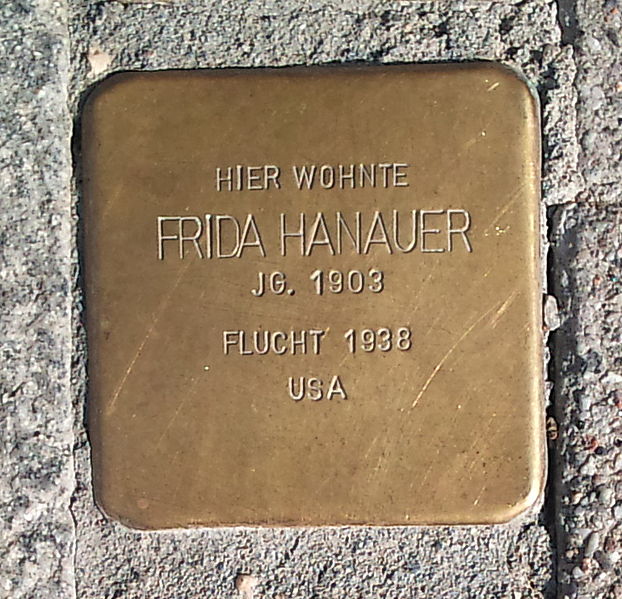 HIER WOHNTE
FRIDA HANAUER
JG. 1903
FLUCHT 1938
USA